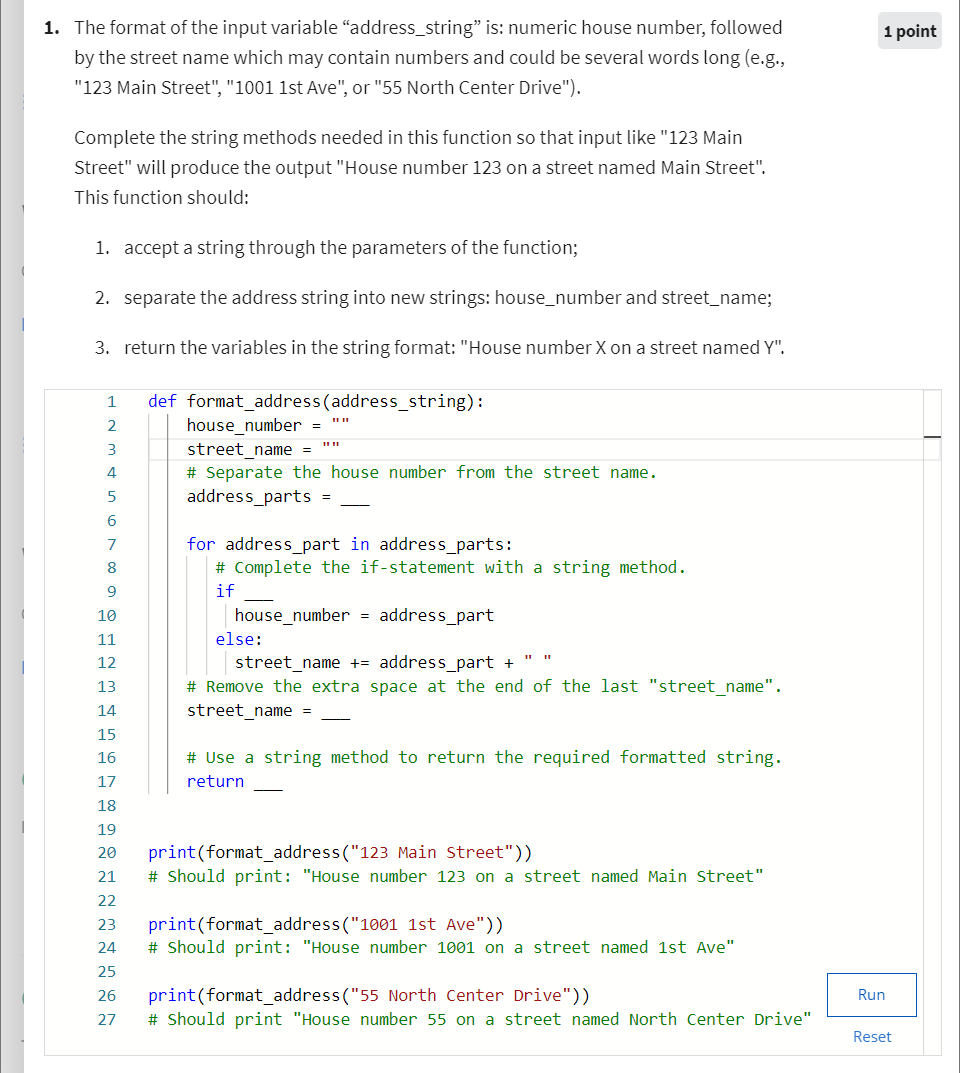 1. The format of the input variable “address_string” is: numeric house number, followed
1 point
by the street name which may contain numbers and could be several words long (e.g.,
"123 Main Street", "1001 1st Ave", or "55 North Center Drive").
Complete the string methods needed in this function so that input like "123 Main
Street" will produce the output "House number 123 on a street named Main Street".
This function should:
1. accept a string through the parameters of the function;
2. separate the address string into new strings: house_number and street_name;
3. return the variables in the string format: "House number X on a street named Y".
1 def format_address(address_string):
2     house_number = ""
3     street_name = ""
4     # Separate the house number from the street name.
5     address_parts = ___
6
7     for address_part in address_parts:
8        # Complete the if-statement with a string method.
9        if ___
10         house_number = address_part
11       else:
12         street_name += address_part + " "
13    # Remove the extra space at the end of the last "street_name".
14    street_name = ___
15
16    # Use a string method to return the required formatted string.
17    return ___
18
19
20 print(format_address("123 Main Street"))
21 # Should print: "House number 123 on a street named Main Street"
22
23 print(format_address("1001 1st Ave"))
24 # Should print: "House number 1001 on a street named 1st Ave"
25
26 print(format_address("55 North Center Drive"))
27 # Should print "House number 55 on a street named North Center Drive"
Run
Reset